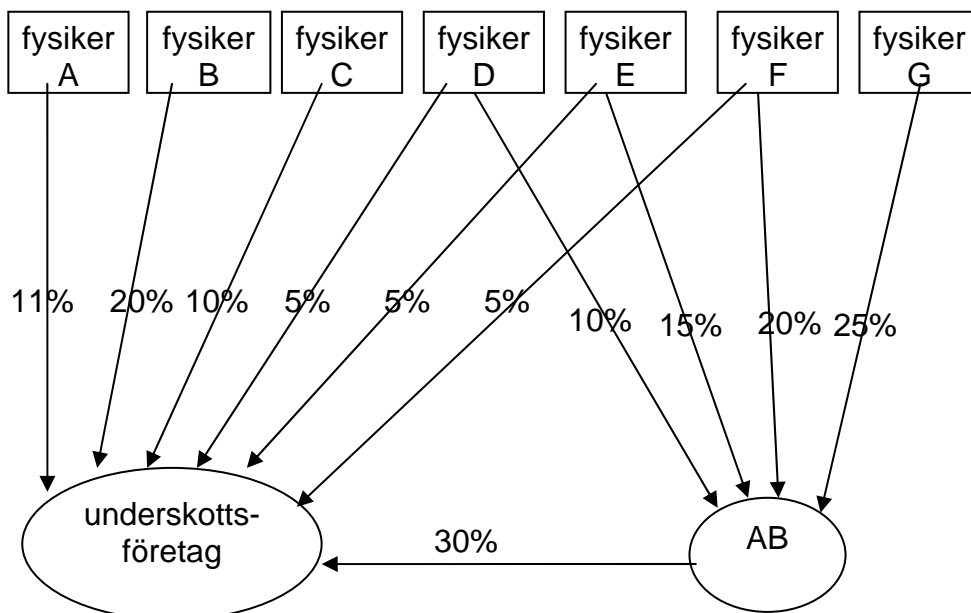 fysiker
A
fysiker
B
fysiker
C
fysiker
D
fysiker
E
fysiker
F
fysiker
G
11%
20%
10%
5%
5%
5%
10%
15%
20%
25%
underskotts-
företag
30%
AB